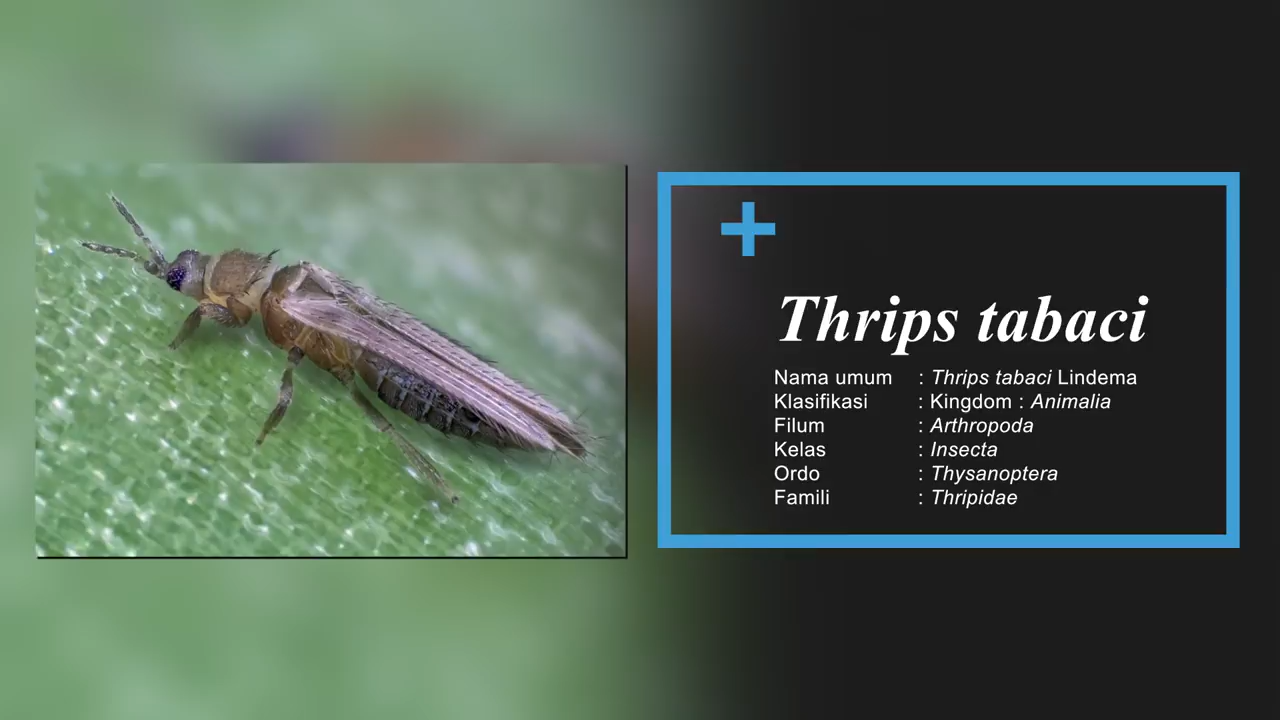 Thrips tabaci
Nama umum : Thrips tabaci Lindema
Klasifikasi : Kingdom : Animalia
Filum : Arthropoda
Kelas : Insecta
Ordo : Thysanoptera
Famili : Thripidae